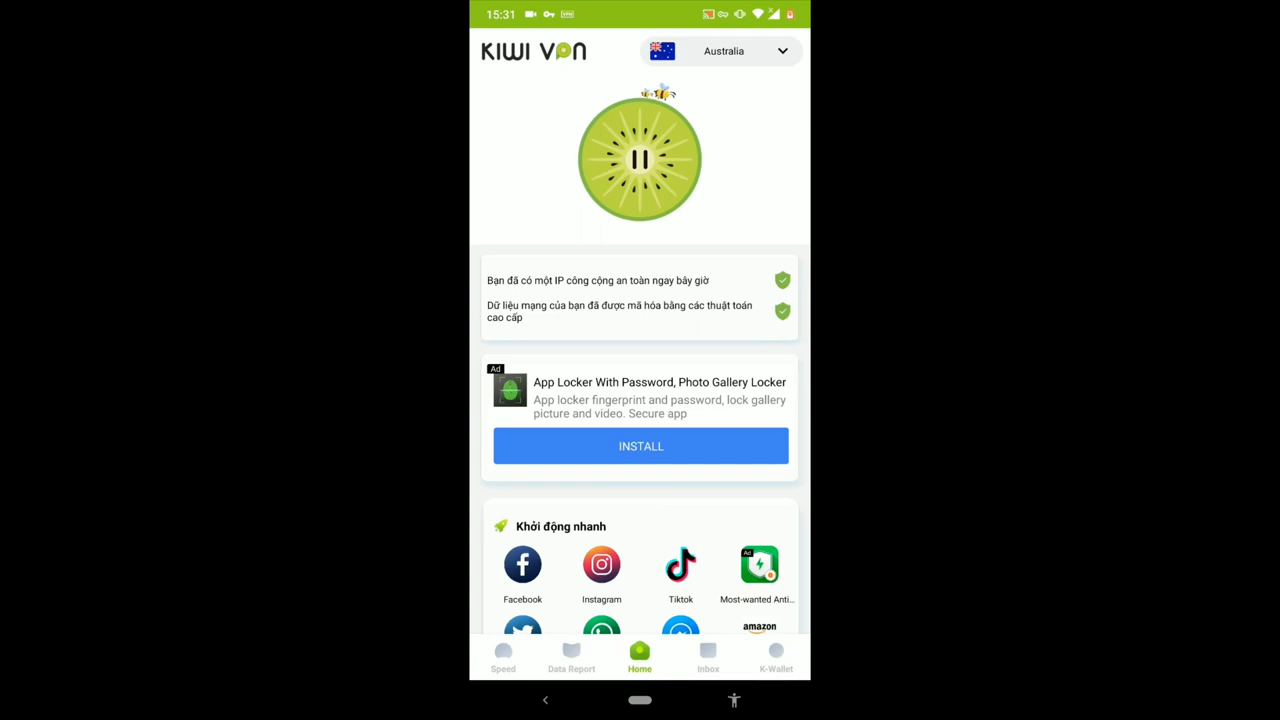 15:31
VPN
KIWI VPN
Australia
Bạn đã có một IP công cộng an toàn ngay bây giờ
Dữ liệu mạng của bạn đã được mã hóa bằng các thuật toán
cao cấp
Ad
App Locker With Password, Photo Gallery Locker
App locker fingerprint and password, lock gallery
picture and video. Secure app
INSTALL
Khởi động nhanh
Ad
Facebook
Instagram
Tiktok
Most-wanted Anti...
amazon
Speed
Data Report
Home
Inbox
K-Wallet